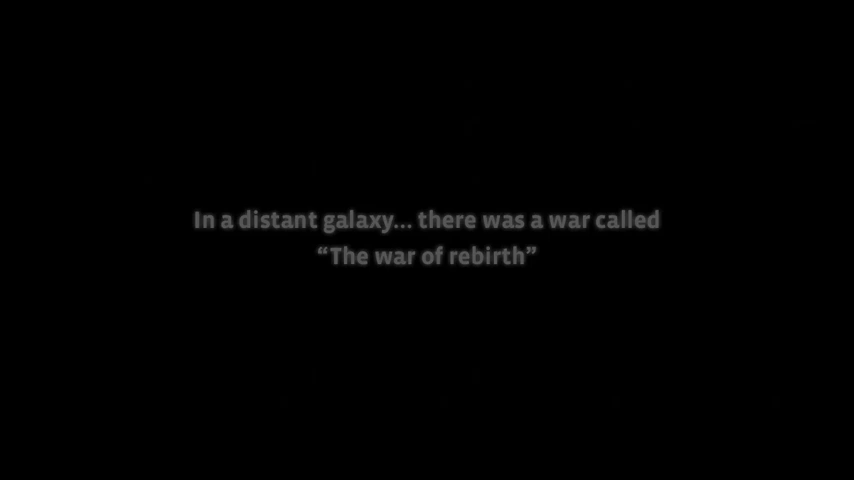 In a distant galaxy... there was a war called
“The war of rebirth”